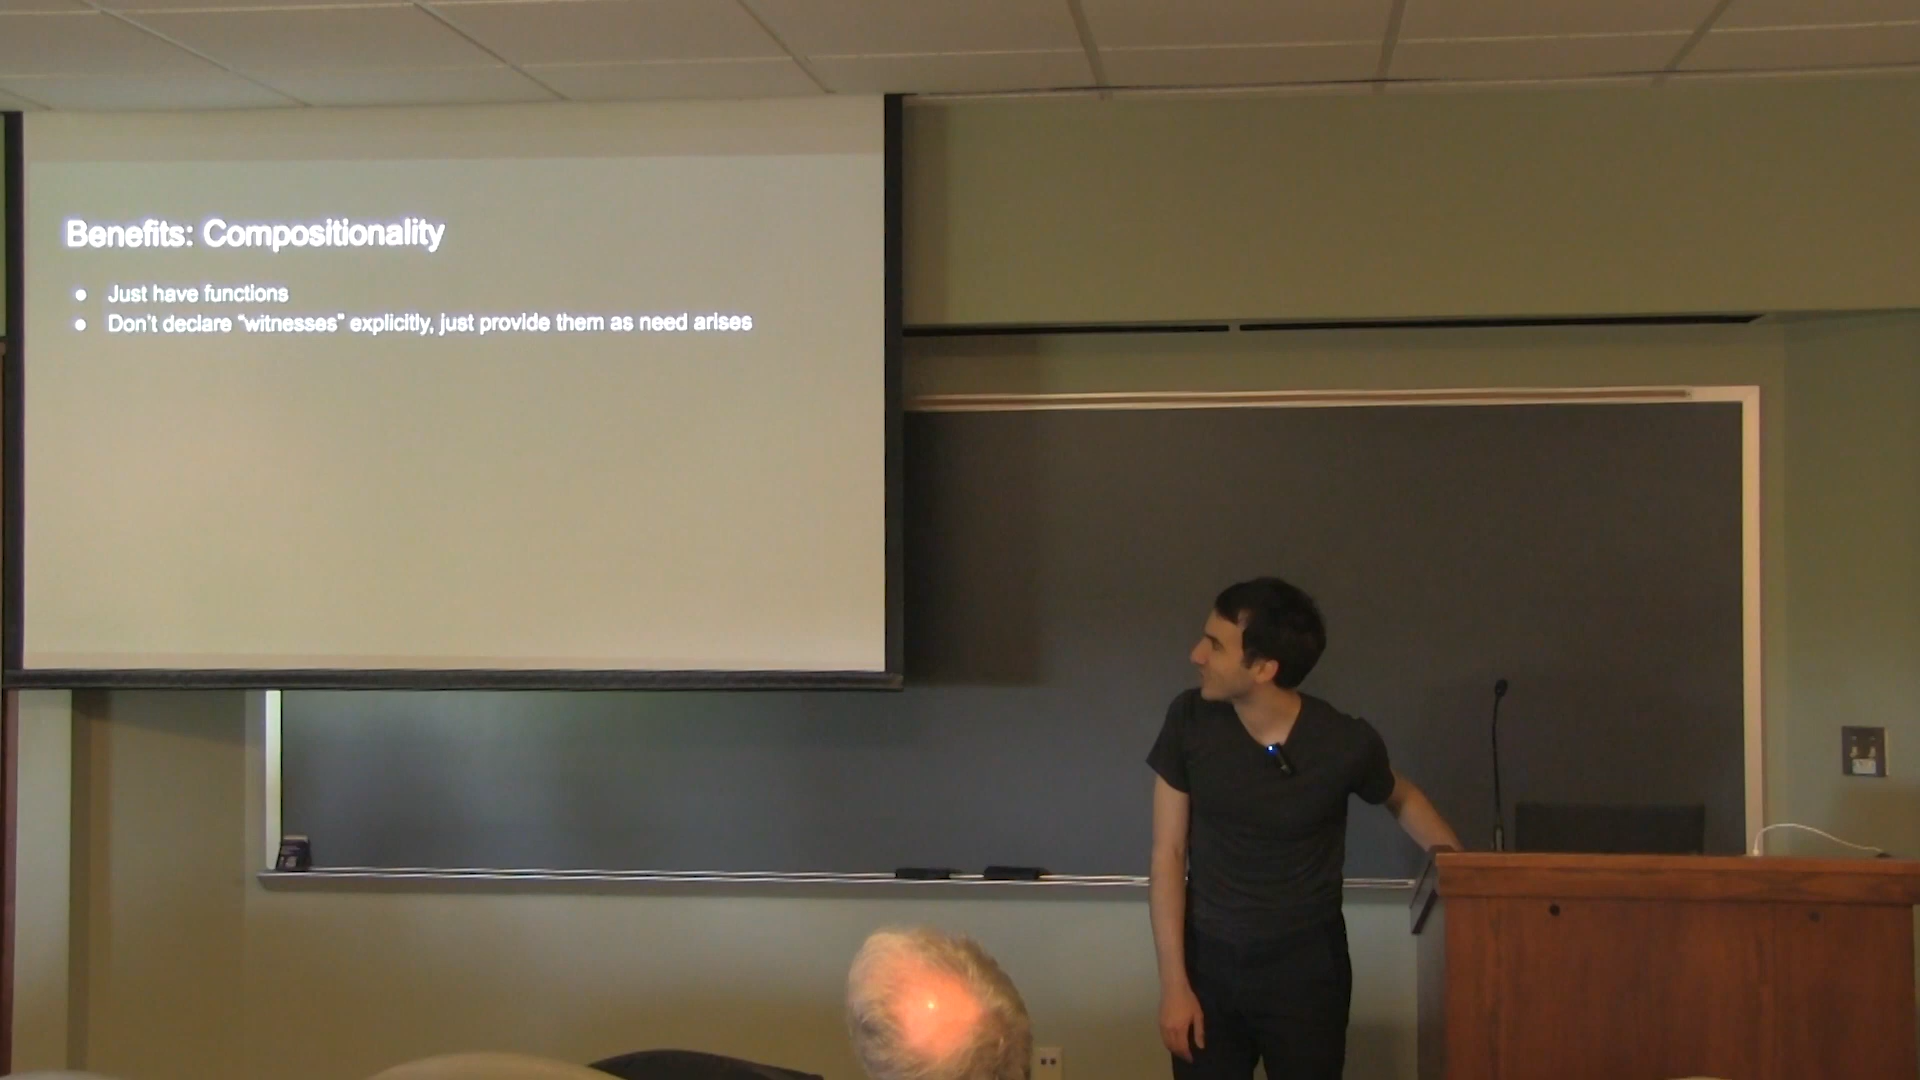 Benefits: Compositionality
● Just have functions
● Don't declare “witnesses” explicitly, just provide them as need arises